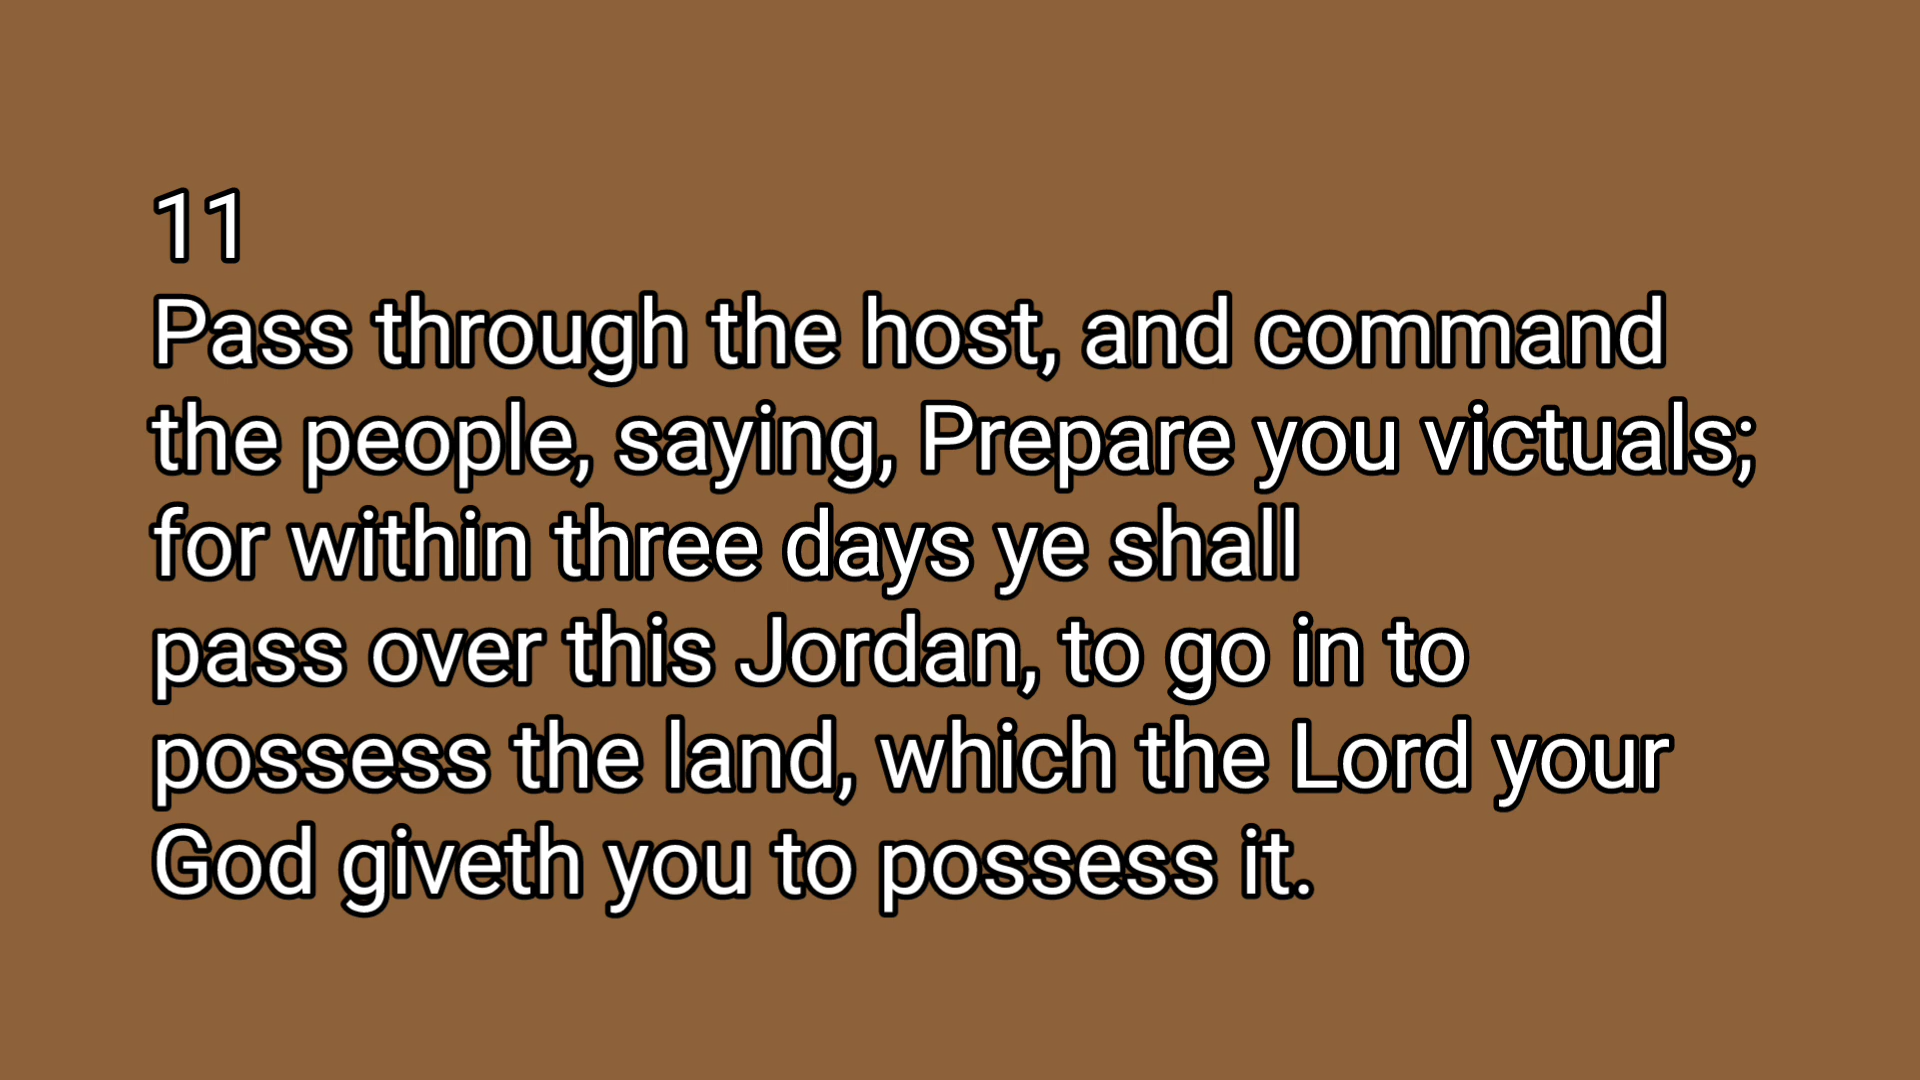 11
Pass through the host, and command
the people, saying, Prepare you victuals;
for within three days ye shall
pass over this Jordan, to go in to
possess the land, which the Lord your
God giveth you to possess it.